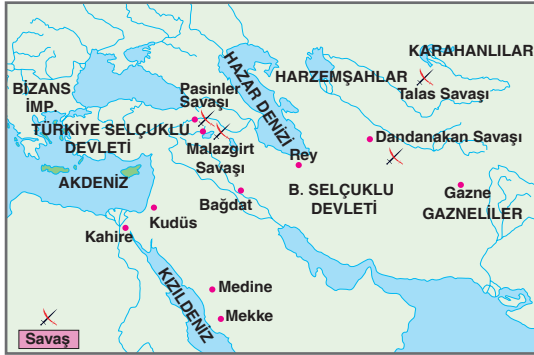 KARAHANLILAR
HARZEMŞAHLAR
Talas Savaşı
HAZAR DENİZİ
Pasinler
Savaşı
BİZANS
İMP.
TÜRKİYE SELÇUKLU
DEVLETİ
Malazgirt
Savaşı
Dandanakan Savaşı
Rey
AKDENİZ
B. SELÇUKLU
DEVLETİ
Bağdat
Gazne
GAZNELİLER
Kudüs
Kahire
KIZILDENİZ
Medine
Mekke
Savaş